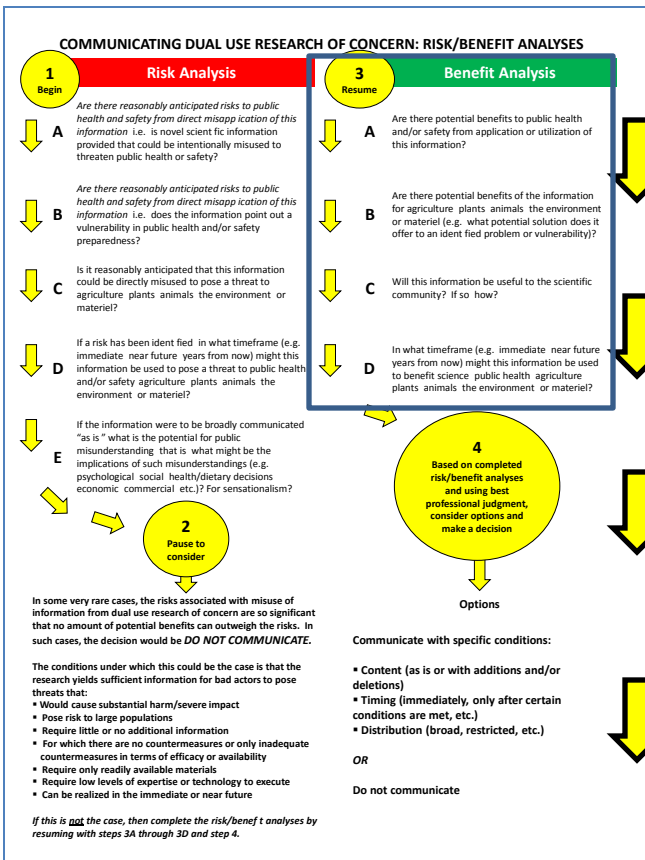 COMMUNICATING DUAL USE RESEARCH OF CONCERN: RISK/BENEFIT ANALYSES
1
Begin
Risk Analysis
A
Are there reasonably anticipated risks to public
health and safety from direct misapp ication of this
information i.e. is novel scient fic information
provided that could be intentionally misused to
threaten public health or safety?
B
Are there reasonably anticipated risks to public
health and safety from direct misapp ication of this
information i.e. does the information point out a
vulnerability in public health and/or safety
preparedness?
C
Is it reasonably anticipated that this information
could be directly misused to pose a threat to
agriculture plants animals the environment or
materiel?
D
If a risk has been ident fied in what timeframe (e.g.
immediate near future years from now) might this
information be used to pose a threat to public health
and/or safety agriculture plants animals the
environment or materiel?
E
If the information were to be broadly communicated
"as is " what is the potential for public
misunderstanding that is what might be the
implications of such misunderstandings (e.g.
psychological social health/dietary decisions
economic commercial etc.)? For sensationalism?
2
Pause to
consider
In some very rare cases, the risks associated with misuse of
information from dual use research of concern are so significant
that no amount of potential benefits can outweigh the risks. In
such cases, the decision would be DO NOT COMMUNICATE.
The conditions under which this could be the case is that the
research yields sufficient information for bad actors to pose
threats that:
▪ Would cause substantial harm/severe impact
▪ Pose risk to large populations
▪ Require little or no additional information
▪ For which there are no countermeasures or only inadequate
countermeasures in terms of efficacy or availability
▪ Require only readily available materials
▪ Require low levels of expertise or technology to execute
▪ Can be realized in the immediate or near future
If this is not the case, then complete the risk/benef t analyses by
resuming with steps 3A through 3D and step 4.
3
Resume
Benefit Analysis
A
Are there potential benefits to public health
and/or safety from application or utilization of
this information?
B
Are there potential benefits of the information
for agriculture plants animals the environment
or materiel (e.g. what potential solution does it
offer to an ident fied problem or vulnerability)?
C
Will this information be useful to the scientific
community? If so how?
D
In what timeframe (e.g. immediate near future
years from now) might this information be used
to benefit science public health agriculture
plants animals the environment or materiel?
4
Based on completed
risk/benefit analyses
and using best
professional judgment,
consider options and
make a decision
Options
Communicate with specific conditions:
▪ Content (as is or with additions and/or
deletions)
▪ Timing (immediately, only after certain
conditions are met, etc.)
▪ Distribution (broad, restricted, etc.)
OR
Do not communicate